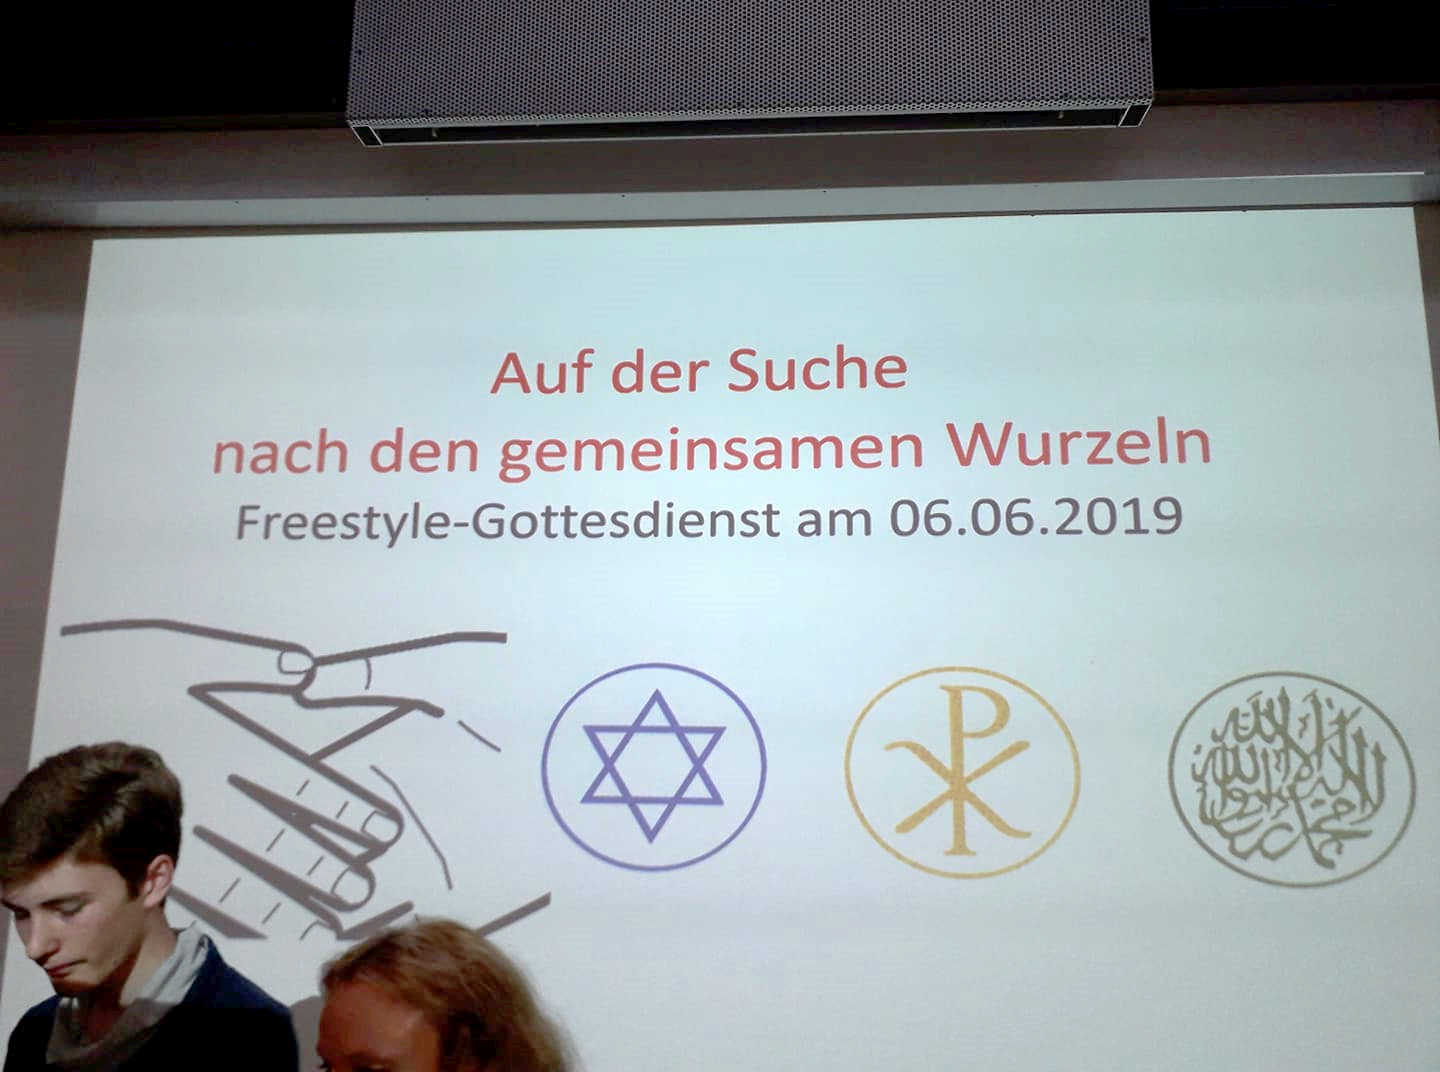 Auf der Suche
nach den gemeinsamen Wurzeln
Freestyle-Gottesdienst am 06.06.2019